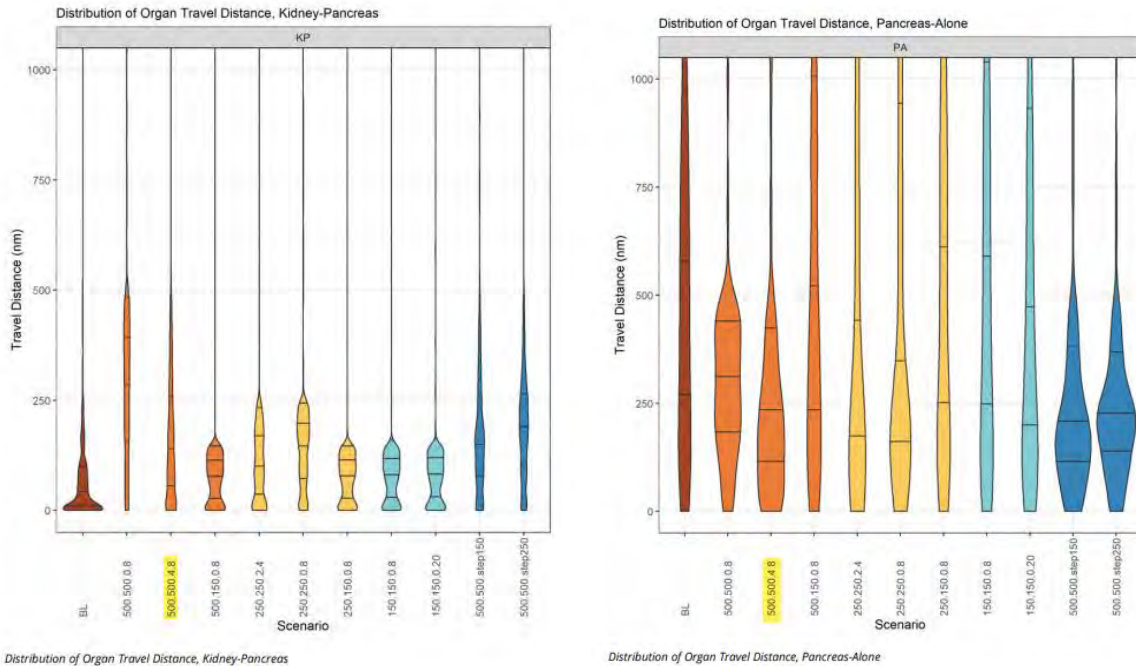 Distribution of Organ Travel Distance, Kidney-Pancreas
KP
1000
750
500
250
0
Travel Distance (nm)
BL
500.500.0.8
500.500.4.8
500.150.0.8
250.250.2.4
250.250.0.8
250.150.0.8
150.150.0.8
150.150.0.20
500.500.step150
500.500.step250
Scenario
Distribution of Organ Travel Distance, Kidney-Pancreas
Distribution of Organ Travel Distance, Pancreas-Alone
PA
1000
750
500
250
0
Travel Distance (nm)
BL
500.500.0.8
500.500.4.8
500.150.0.8
250.250.2.4
250.250.0.8
250.150.0.8
150.150.0.8
150.150.0.20
500.500.step150
500.500.step250
Scenario
Distribution of Organ Travel Distance, Pancreas-Alone